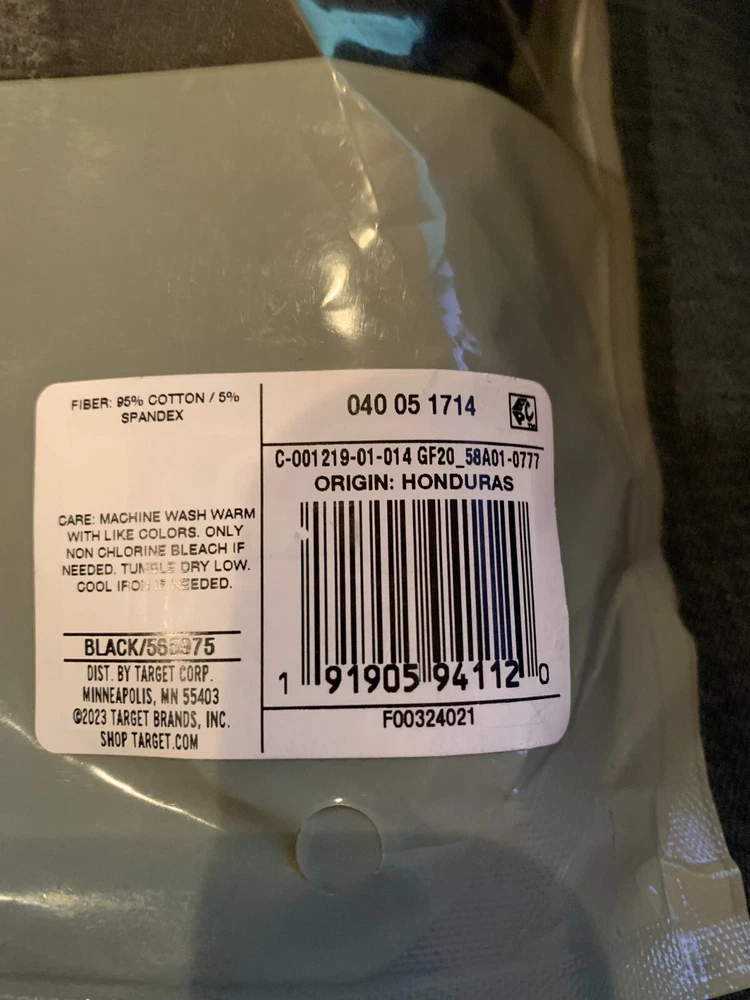 FIBER: 95% COTTON / 5%
SPANDEX
CARE: MACHINE WASH WARM
WITH LIKE COLORS. ONLY
NON CHLORINE BLEACH IF
NEEDED. TUMBLE DRY LOW.
COOL IRON IF NEEDED.
BLACK/
DIST. BY TARGET CORP.
MINNEAPOLIS, MN 55403
©2023 TARGET BRANDS, INC.
SHOP TARGET.COM
040 05 1714
C-001219-01-014 GF20_58A01-0777
ORIGIN: HONDURAS
1 91905 94112 0
F00324021